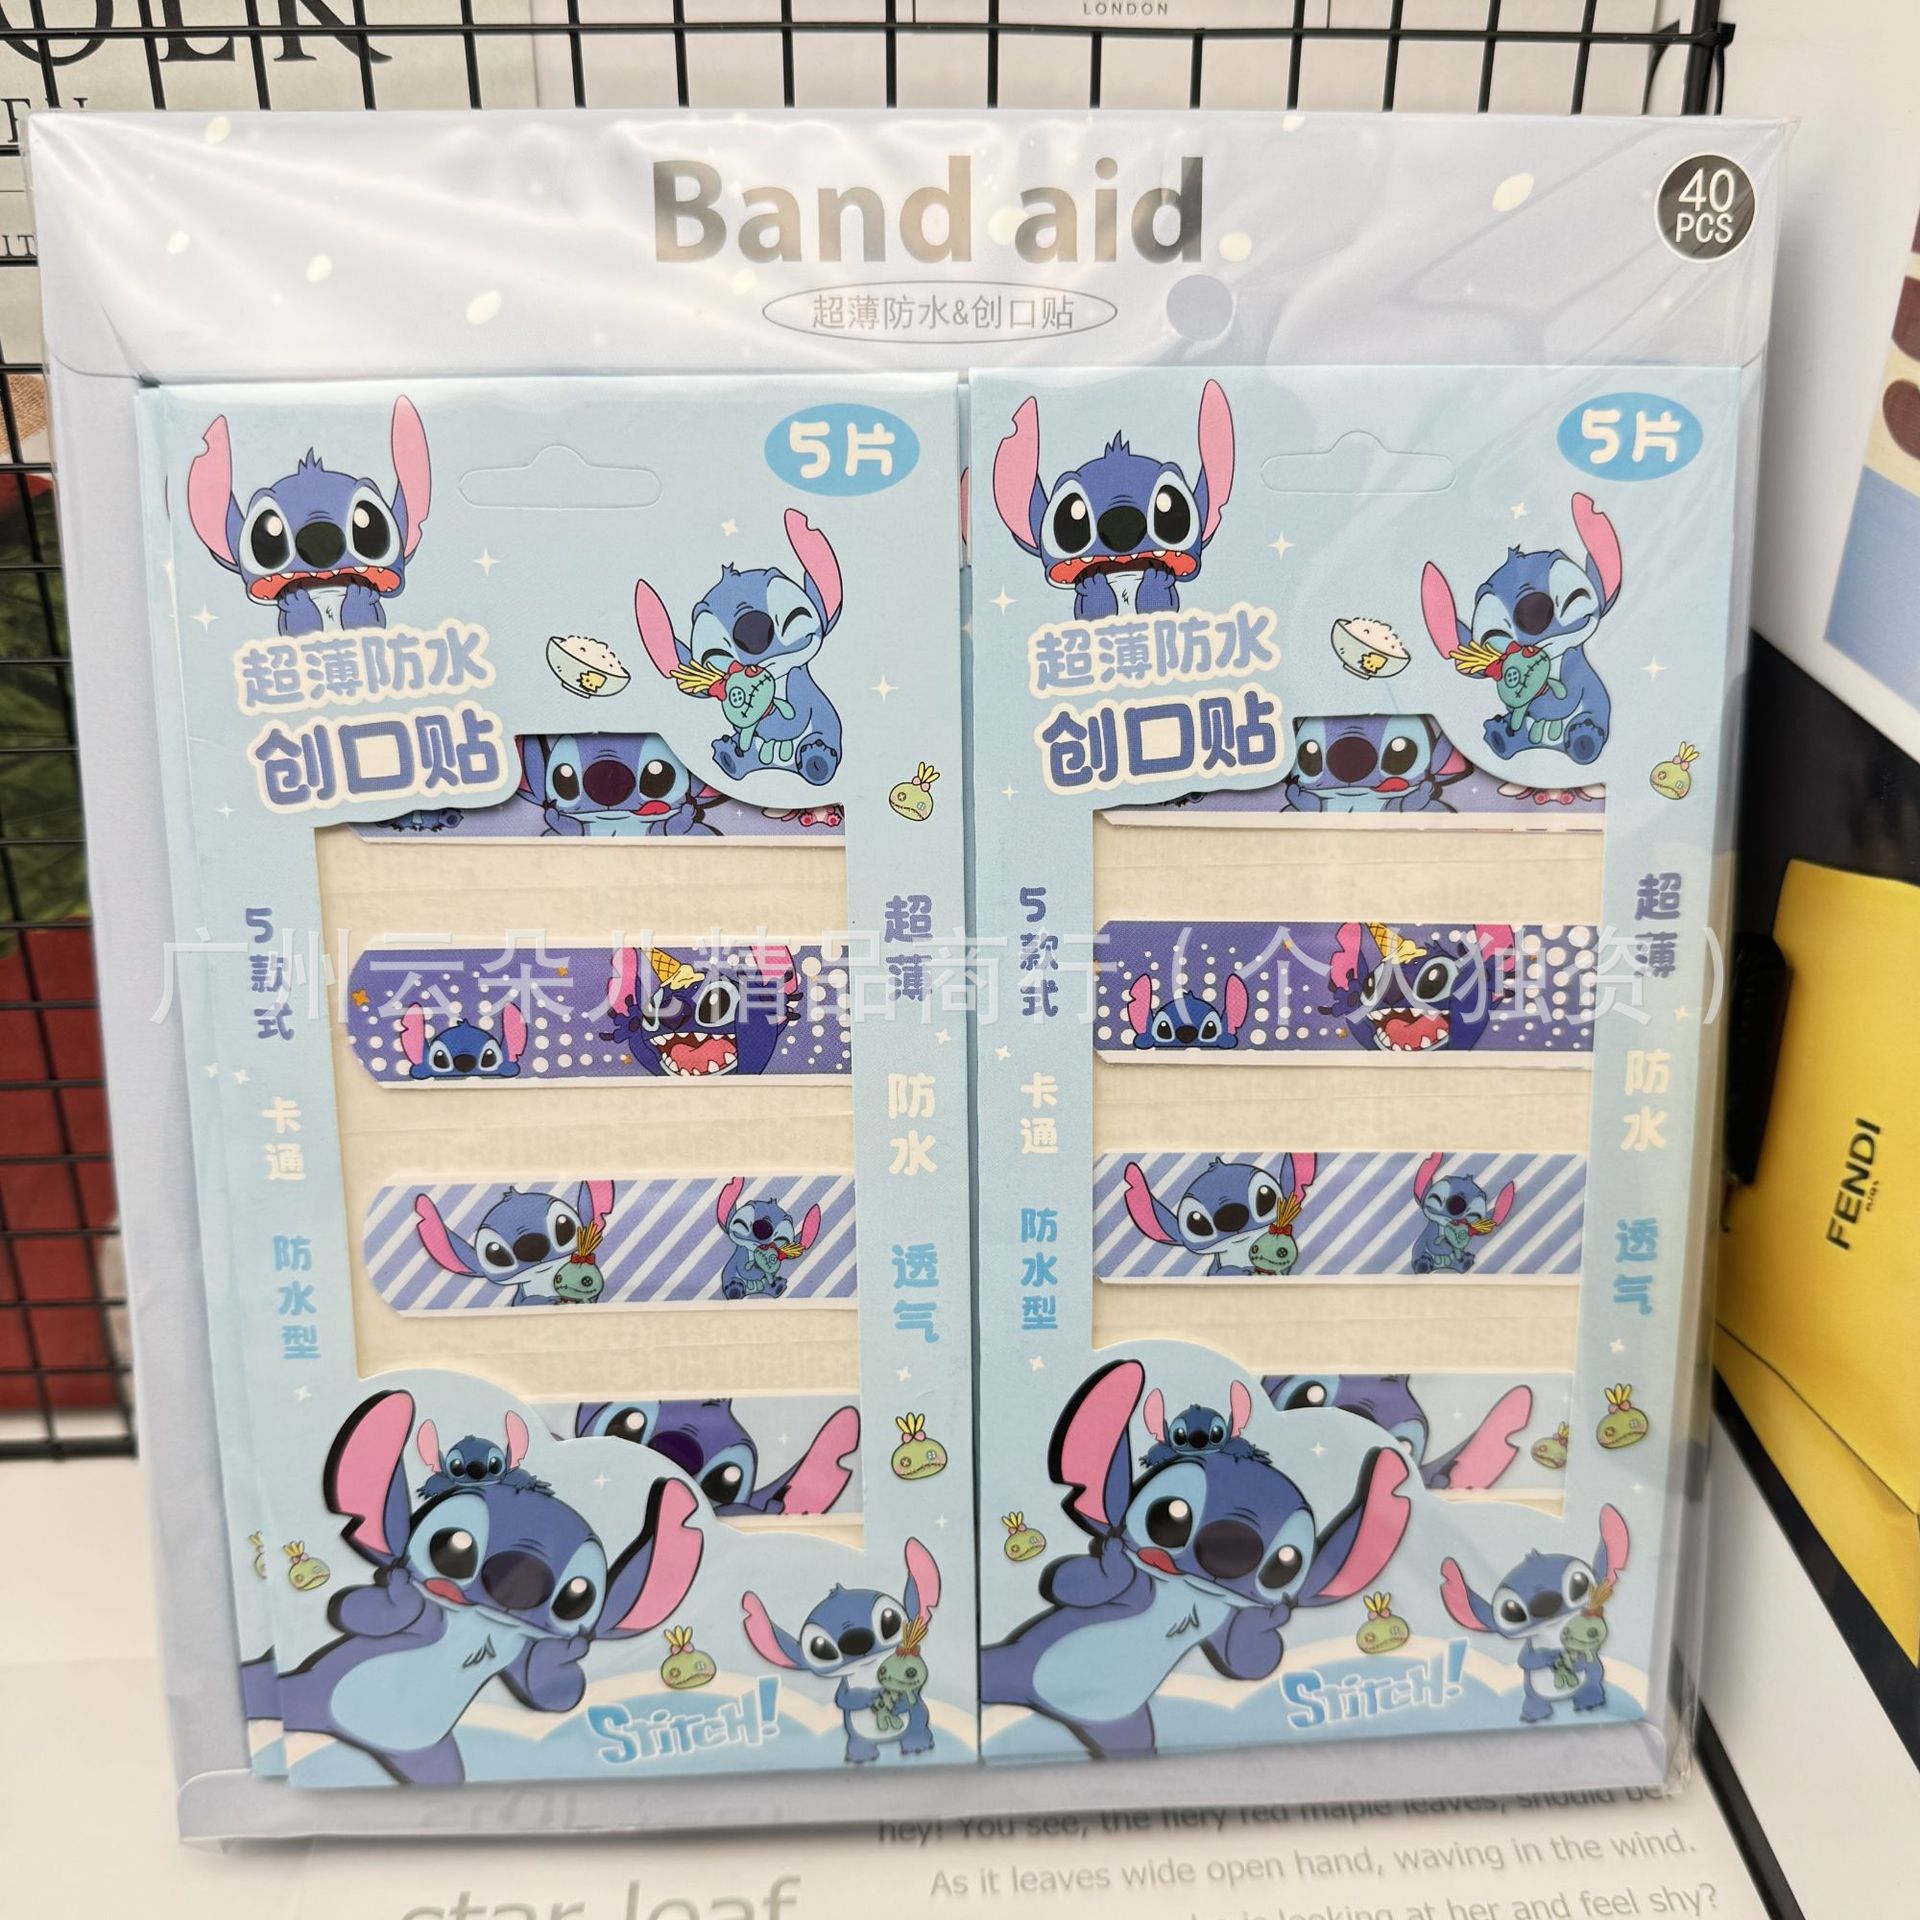 LONDON
Band aid
40
PCS
超薄防水&创口贴
5片
超薄防水
创口贴
5款式
卡通
防水型
超薄
防水
透气
Stitch!
5片
超薄防水
创口贴
5款式
卡通
防水型
超薄
防水
透气
Stitch!
广州云朵儿精品商行（个人独资）
FENDI
hey! You see, the fiery red maple leaves, should be
As it leaves wide open hand, waving in the wind.
looking at her and feel shy?
star leaf